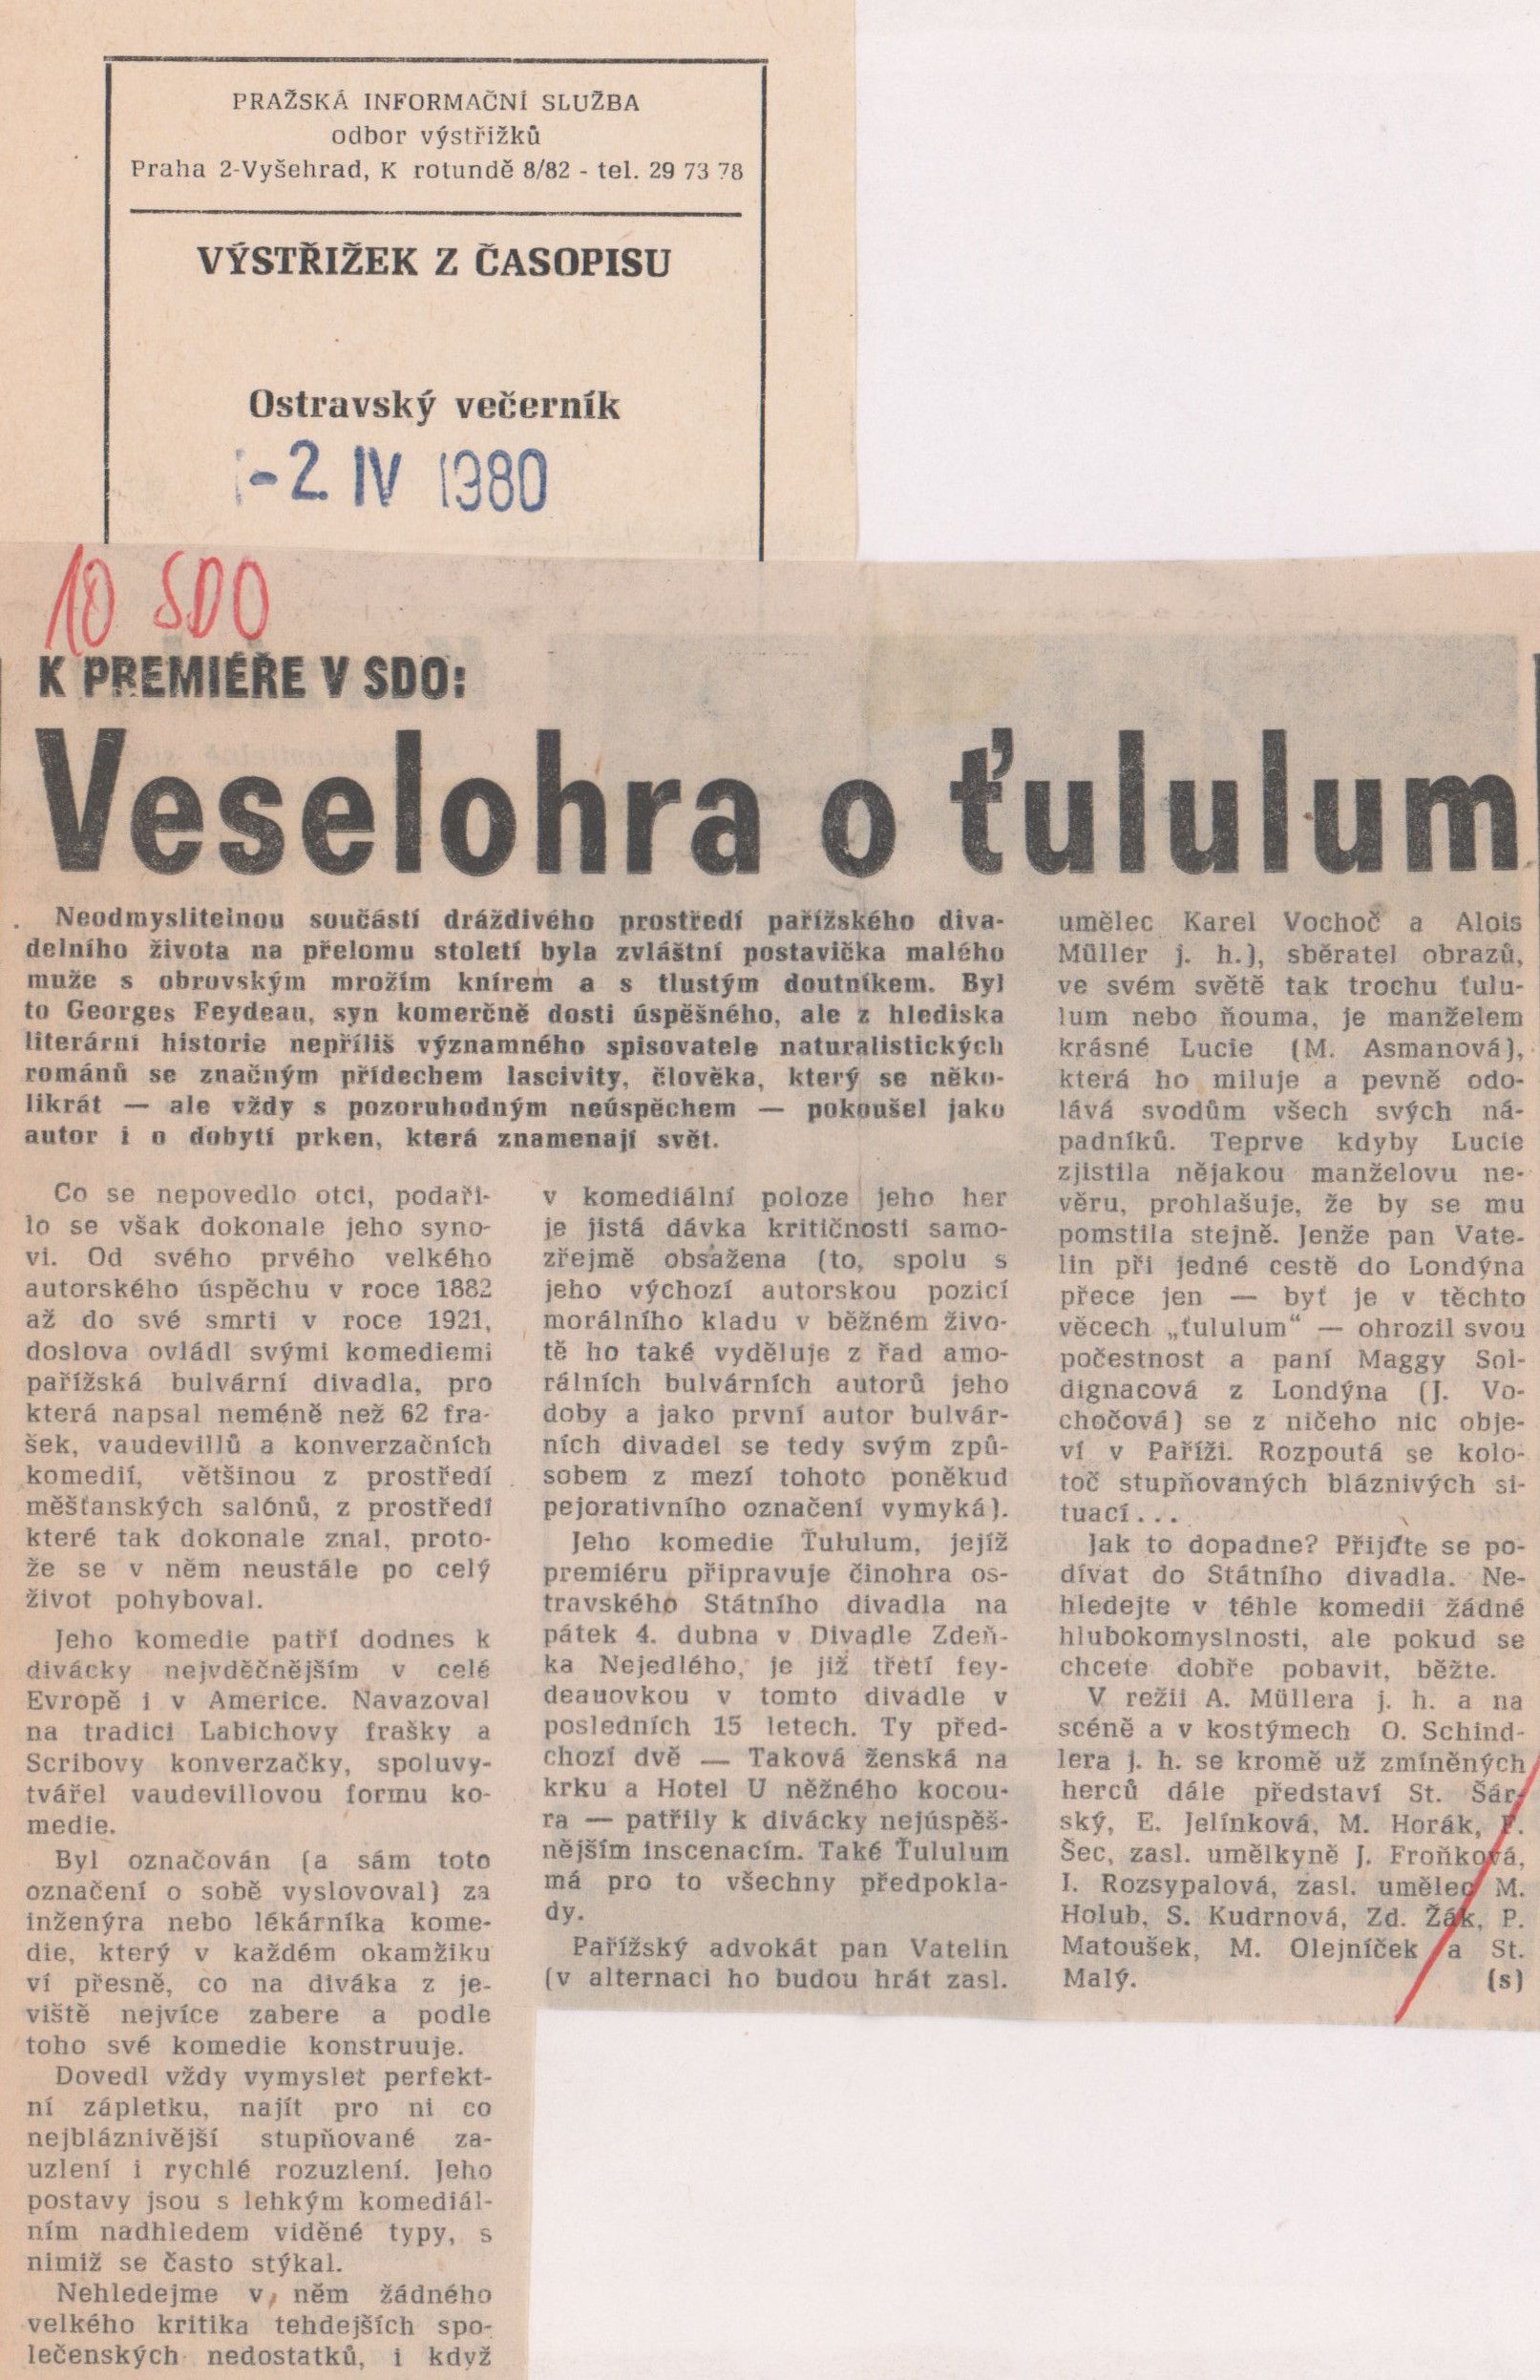 PRAŽSKÁ INFORMAČNÍ SLUŽBA
odbor výstřižků
Praha 2-Vyšehrad, K rotundě 8/82 - tel. 29 73 78
VÝSTŘIŽEK Z ČASOPISU
Ostravský večerník
-2. IV 1980
10 SDO
K PREMIÉŘE V SDO:
Veselohra o ťululum
Neodmyslitelnou součástí dráždivého prostředí pařížského diva-
delního života na přelomu století byla zvláštní postavička malého
muže s obrovským mrožím knírem a s tlustým doutníkem. Byl
to Georges Feydeau, syn komerčně dosti úspěšného, ale z hlediska
literární historie nepříliš významného spisovatele naturalistických
románů se značným přídechem lascivity, člověka, který se něko-
likrát — ale vždy s pozoruhodným neúspěchem — pokoušel jako
autor i o dobytí prken, která znamenají svět.
Co se nepovedlo otci, podaři-
lo se však dokonale jeho syno-
vi. Od svého prvého velkého
autorského úspěchu v roce 1882
až do své smrti v roce 1921,
doslova ovládl svými komediemi
pařížská bulvární divadla, pro
která napsal neméně než 62 fra-
šek, vaudevillů a konverzačních
komedií, většinou z prostředí
měšťanských salónů, z prostředí
které tak dokonale znal, proto-
že se v něm neustále po celý
život pohyboval.
Jeho komedie patří dodnes k
divácky nejvděčnějším v celé
Evropě i v Americe. Navazoval
na tradici Labichovy frašky a
Scribovy konverzačky, spoluvy-
tvářel vaudevillovou formu ko-
medie.
Byl označován (a sám toto
označení o sobě vyslovoval) za
inženýra nebo lékárníka kome-
die, který v každém okamžiku
ví přesně, co na diváka z je-
viště nejvíce zabere a podle
toho své komedie konstruuje.
Dovedl vždy vymyslet perfekt-
ní zápletku, najít pro ni co
nejbláznivější stupňované za-
uzlení i rychlé rozuzlení. Jeho
postavy jsou s lehkým komediál-
ním nadhledem viděné typy, s
nimiž se často stýkal.
Nehledejme v něm žádného
velkého kritika tehdejších spo-
lečenských nedostatků, i když
v komediální poloze jeho her
je jistá dávka kritičnosti samo-
zřejmě obsažena (to, spolu s
jeho výchozí autorskou pozicí
morálního kladu v běžném živo-
tě ho také vyděluje z řad amo-
rálních bulvárních autorů jeho
doby a jako první autor bulvár-
ních divadel se tedy svým způ-
sobem z mezí tohoto poněkud
pejorativního označení vymyká).
Jeho komedie Ťululum, jejíž
premiéru připravuje činohra os-
travského Státního divadla na
pátek 4. dubna v Divadle Zdeň-
ka Nejedlého, je již třetí fey-
deauovkou v tomto divadle v
posledních 15 letech. Ty před-
chozí dvě — Taková ženská na
krku a Hotel U něžného kocou-
ra — patřily k divácky nejúspěš-
nějším inscenacím. Také Ťululum
má pro to všechny předpokla-
dy.
Pařížský advokát pan Vatelin
(v alternaci ho budou hrát zasl.
umělec Karel Vochoč a Alois
Müller j. h.), sběratel obrazů,
ve svém světě tak trochu ťulu-
lum nebo ňouma, je manželem
krásné Lucie (M. Asmanová),
která ho miluje a pevně odo-
lává svodům všech svých ná-
padníků. Teprve kdyby Lucie
zjistila nějakou manželovu ne-
věru, prohlašuje, že by se mu
pomstila stejně. Jenže pan Vate-
lin při jedné cestě do Londýna
přece jen — byť je v těchto
věcech „ťululum“ — ohrozil svou
počestnost a paní Maggy Sol-
dignacová z Londýna (J. Vo-
chočová) se z ničeho nic obje-
ví v Paříži. Rozpoutá se kolo-
toč stupňovaných bláznivých si-
tuací...
Jak to dopadne? Přijďte se po-
dívat do Státního divadla. Ne-
hledejte v téhle komedii žádné
hlubokomyslnosti, ale pokud se
chcete dobře pobavit, běžte.
V režii A. Müllera j. h. a na
scéně a v kostýmech O. Schind-
lera j. h. se kromě už zmíněných
herců dále představí St. Šár-
ský, E. Jelínková, M. Horák, F.
Šec, zasl. umělkyně J. Froňková,
I. Rozsypalová, zasl. umělec M.
Holub, S. Kudrnová, Zd. Žák, P.
Matoušek, M. Olejníček a St.
Malý. (s)